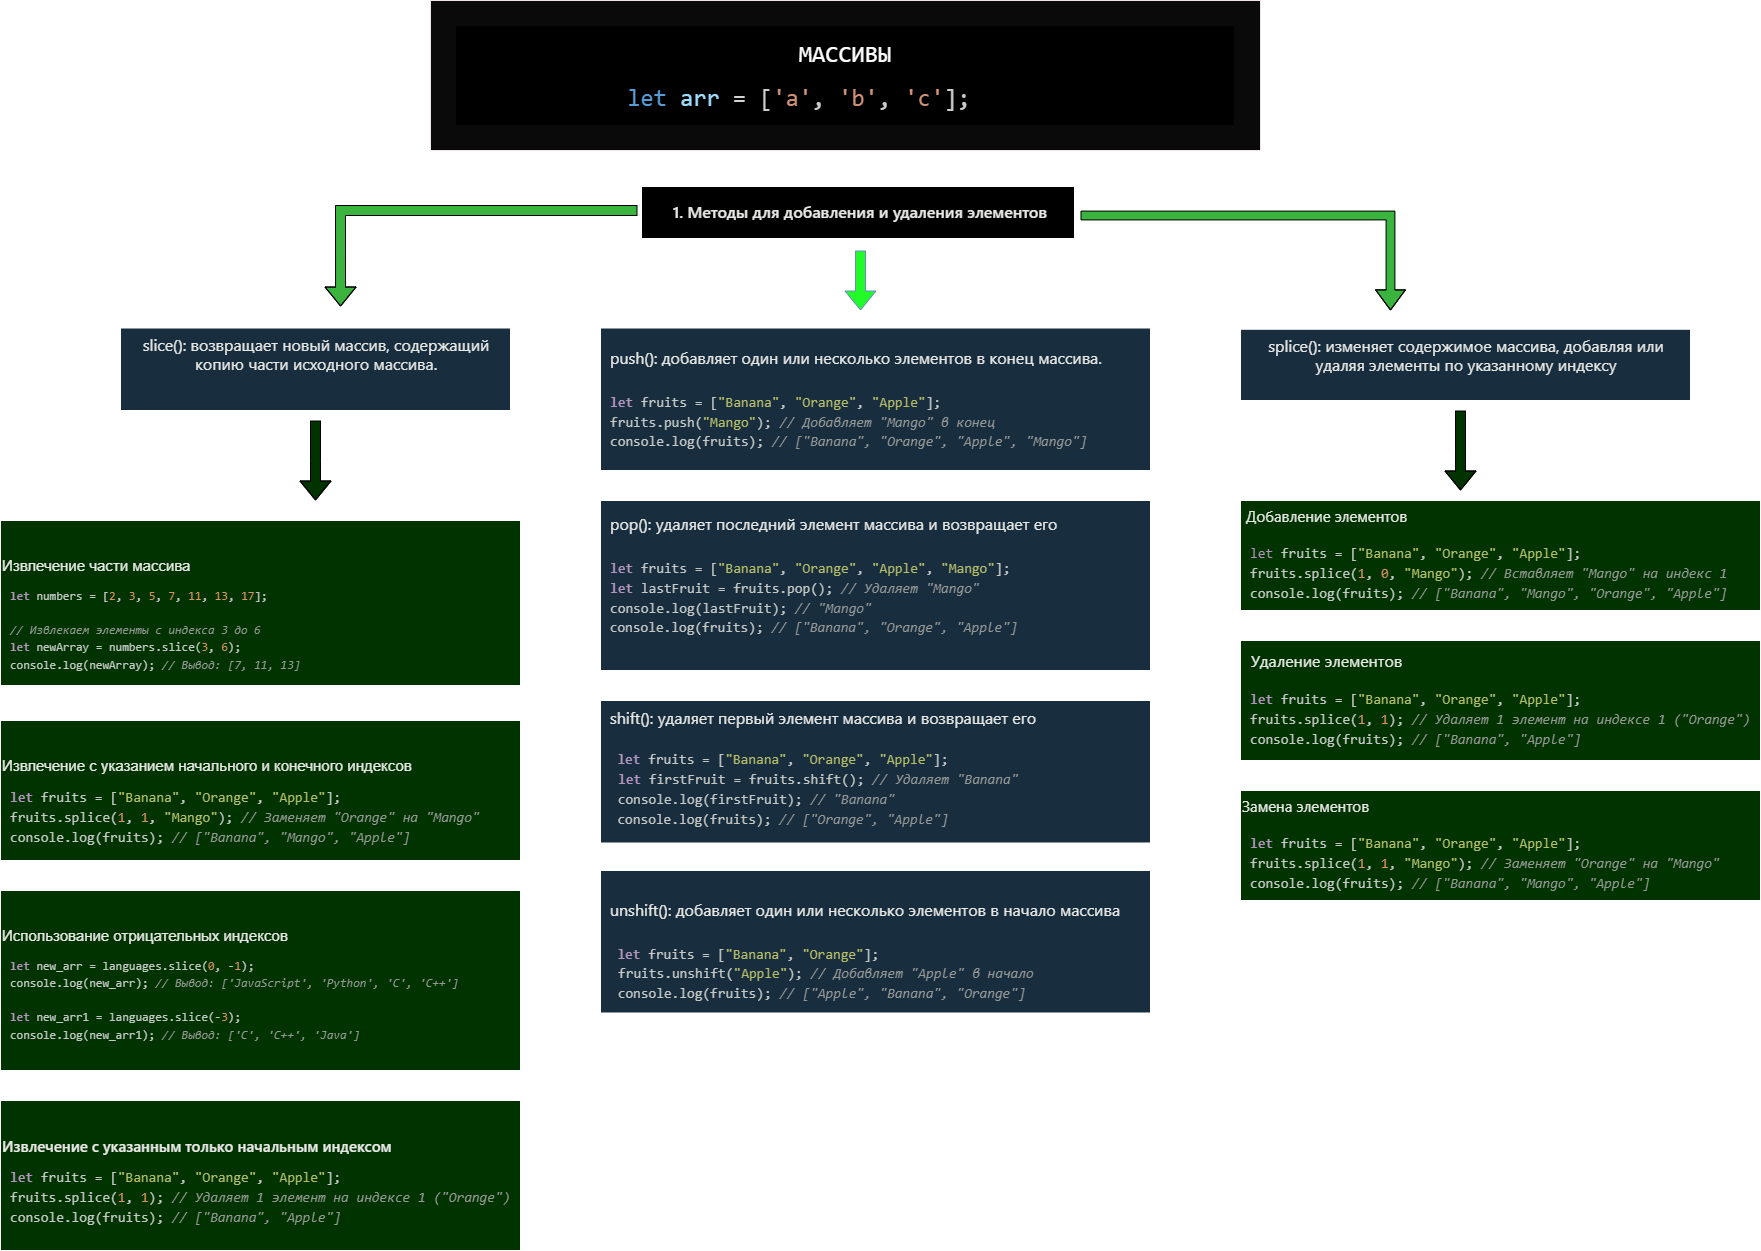 МАССИВЫ
let arr = ['a', 'b', 'c'];
1. Методы для добавления и удаления элементов
slice(): возвращает новый массив, содержащий
копию части исходного массива.
Извлечение части массива
let numbers = [2, 3, 5, 7, 11, 13, 17];
// Извлекаем элементы с индекса 3 до 6
let newArray = numbers.slice(3, 6);
console.log(newArray); // Вывод: [7, 11, 13]
Извлечение с указанием начального и конечного индексов
let fruits = ["Banana", "Orange", "Apple"];
fruits.splice(1, 1, "Mango"); // Заменяет "Orange" на "Mango"
console.log(fruits); // ["Banana", "Mango", "Apple"]
Использование отрицательных индексов
let new_arr = languages.slice(0, -1);
console.log(new_arr); // Вывод: ['JavaScript', 'Python', 'C', 'C++']
let new_arr1 = languages.slice(-3);
console.log(new_arr1); // Вывод: ['C', 'C++', 'Java']
Извлечение с указанным только начальным индексом
let fruits = ["Banana", "Orange", "Apple"];
fruits.splice(1, 1); // Удаляет 1 элемент на индексе 1 ("Orange")
console.log(fruits); // ["Banana", "Apple"]
push(): добавляет один или несколько элементов в конец массива.
let fruits = ["Banana", "Orange", "Apple"];
fruits.push("Mango"); // Добавляет "Mango" в конец
console.log(fruits); // ["Banana", "Orange", "Apple", "Mango"]
pop(): удаляет последний элемент массива и возвращает его
let fruits = ["Banana", "Orange", "Apple", "Mango"];
let lastFruit = fruits.pop(); // Удаляет "Mango"
console.log(lastFruit); // "Mango"
console.log(fruits); // ["Banana", "Orange", "Apple"]
shift(): удаляет первый элемент массива и возвращает его
let fruits = ["Banana", "Orange", "Apple"];
let firstFruit = fruits.shift(); // Удаляет "Banana"
console.log(firstFruit); // "Banana"
console.log(fruits); // ["Orange", "Apple"]
unshift(): добавляет один или несколько элементов в начало массива
let fruits = ["Banana", "Orange"];
fruits.unshift("Apple"); // Добавляет "Apple" в начало
console.log(fruits); // ["Apple", "Banana", "Orange"]
splice(): изменяет содержимое массива, добавляя или
удаляя элементы по указанному индексу
Добавление элементов
let fruits = ["Banana", "Orange", "Apple"];
fruits.splice(1, 0, "Mango"); // Вставляет "Mango" на индекс 1
console.log(fruits); // ["Banana", "Mango", "Orange", "Apple"]
Удаление элементов
let fruits = ["Banana", "Orange", "Apple"];
fruits.splice(1, 1); // Удаляет 1 элемент на индексе 1 ("Orange")
console.log(fruits); // ["Banana", "Apple"]
Замена элементов
let fruits = ["Banana", "Orange", "Apple"];
fruits.splice(1, 1, "Mango"); // Заменяет "Orange" на "Mango"
console.log(fruits); // ["Banana", "Mango", "Apple"]